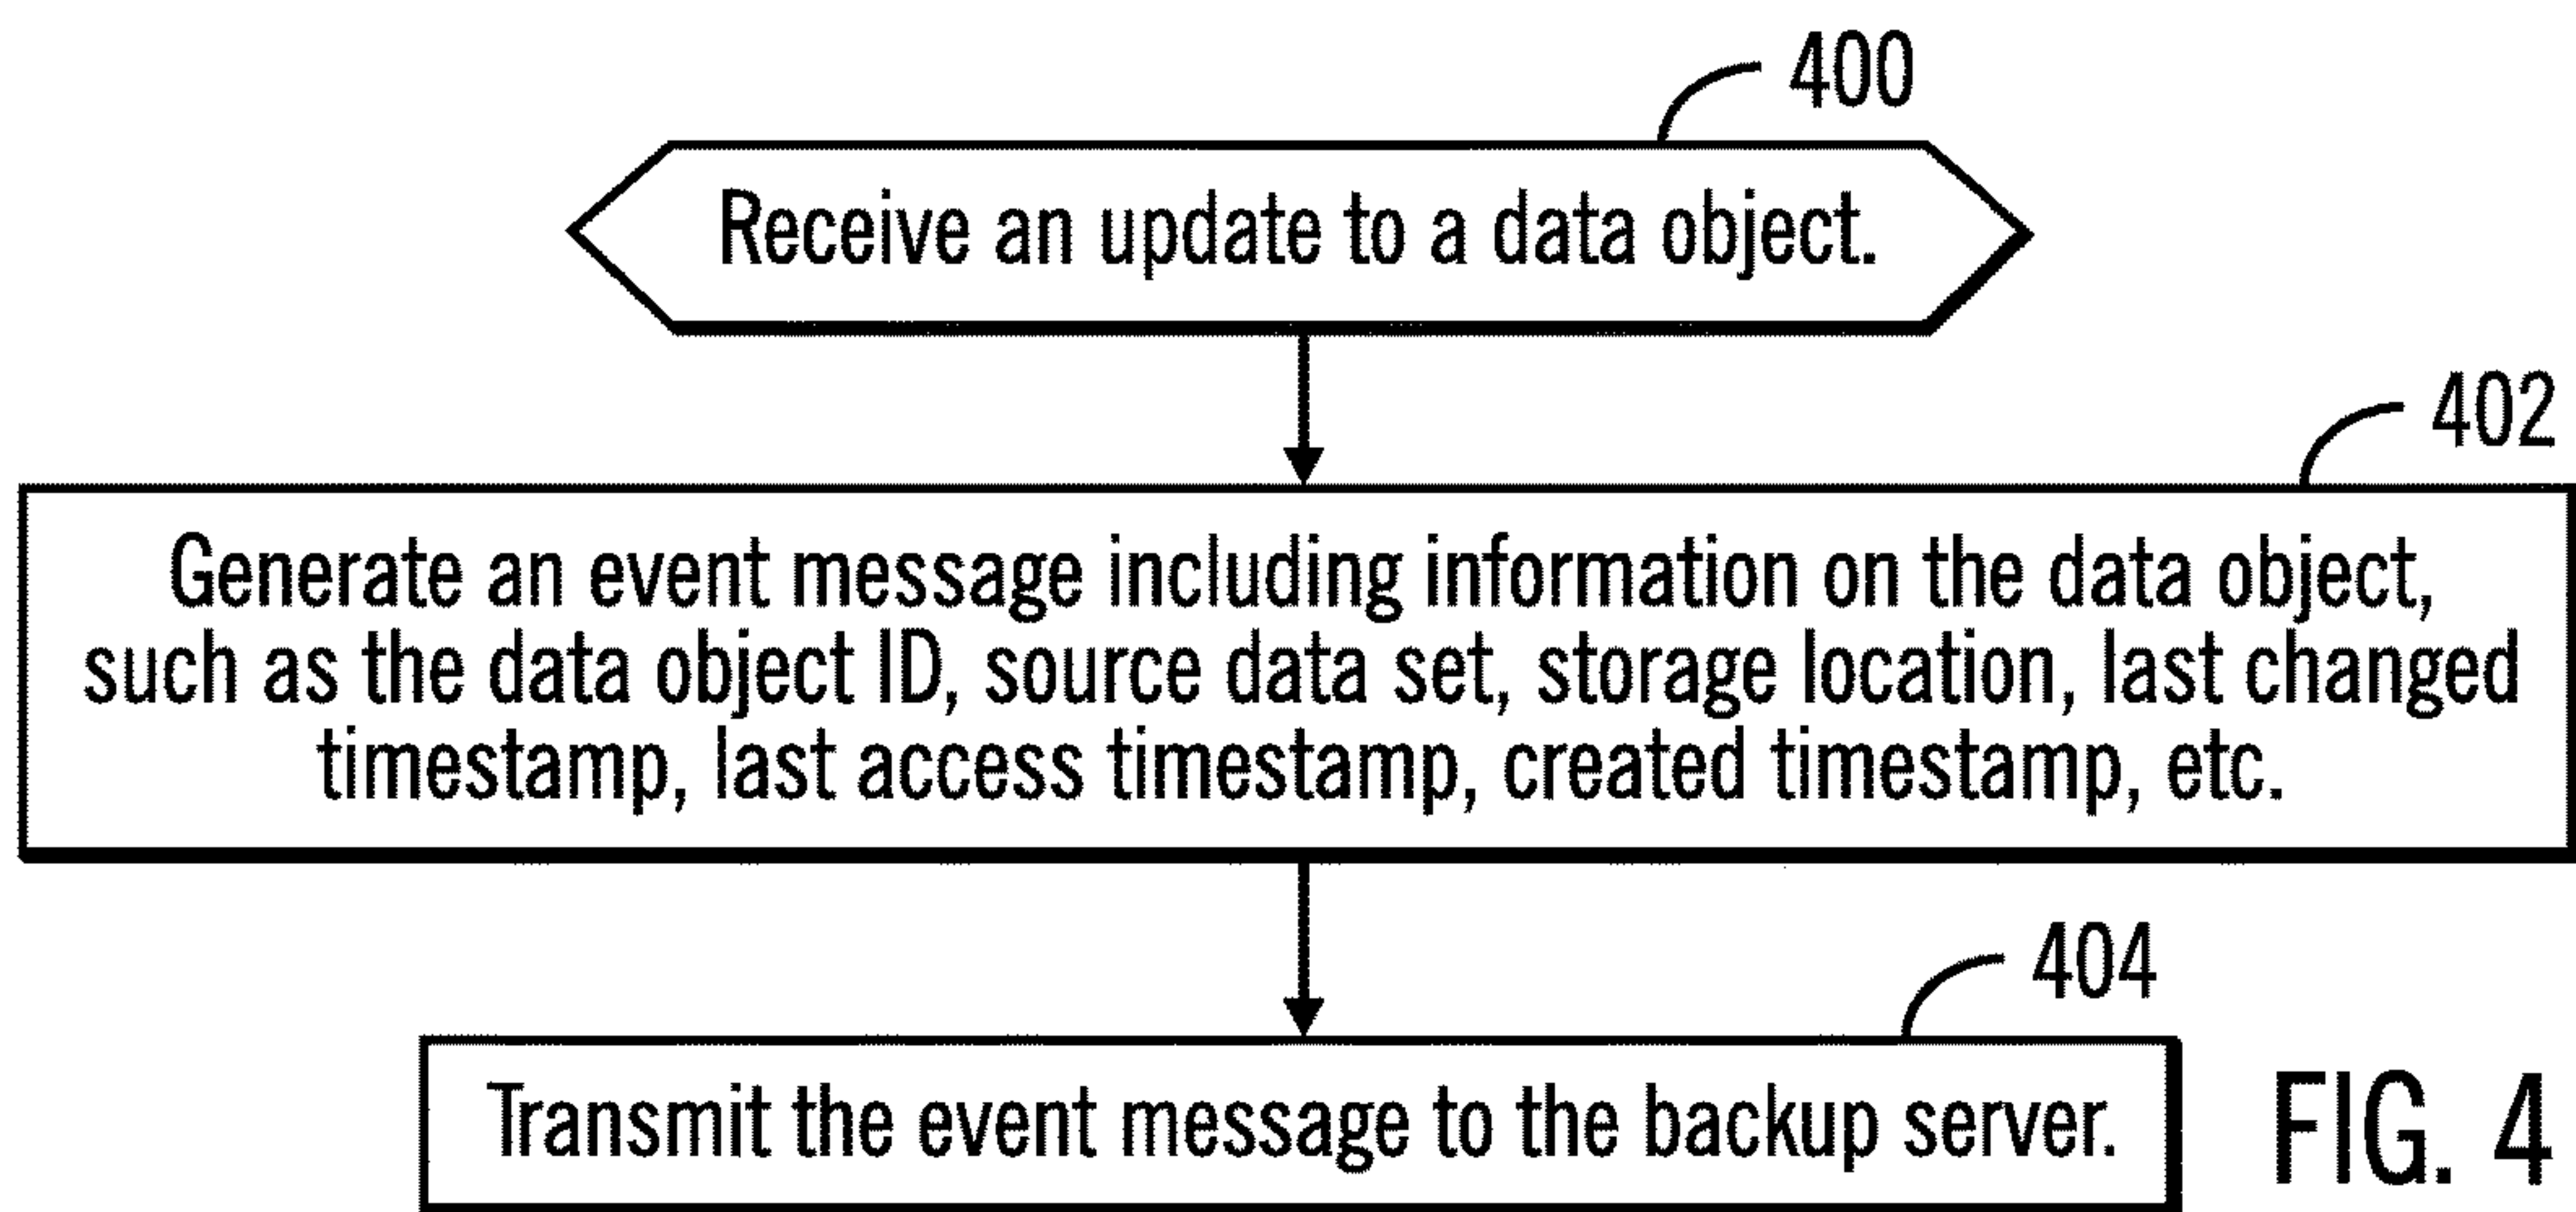 400
Receive an update to a data object.
402
Generate an event message including information on the data object,
such as the data object ID, source data set, storage location, last changed
timestamp, last access timestamp, created timestamp, etc.
404
Transmit the event message to the backup server.
FIG. 4